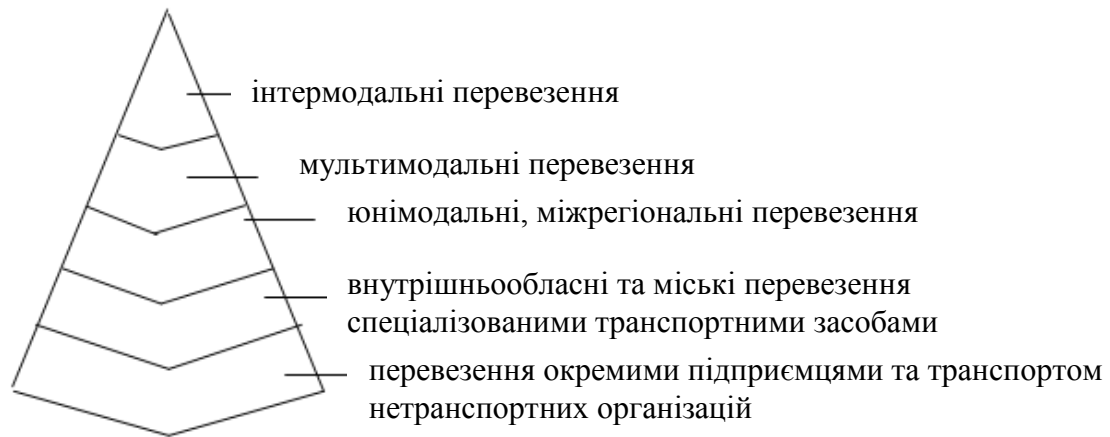 інтермодальні перевезення
мультимодальні перевезення
юнімодальні, міжрегіональні перевезення
внутрішньообласні та міські перевезення
спеціалізованими транспортними засобами
перевезення окремими підприємцями та транспортом
нетранспортних організацій